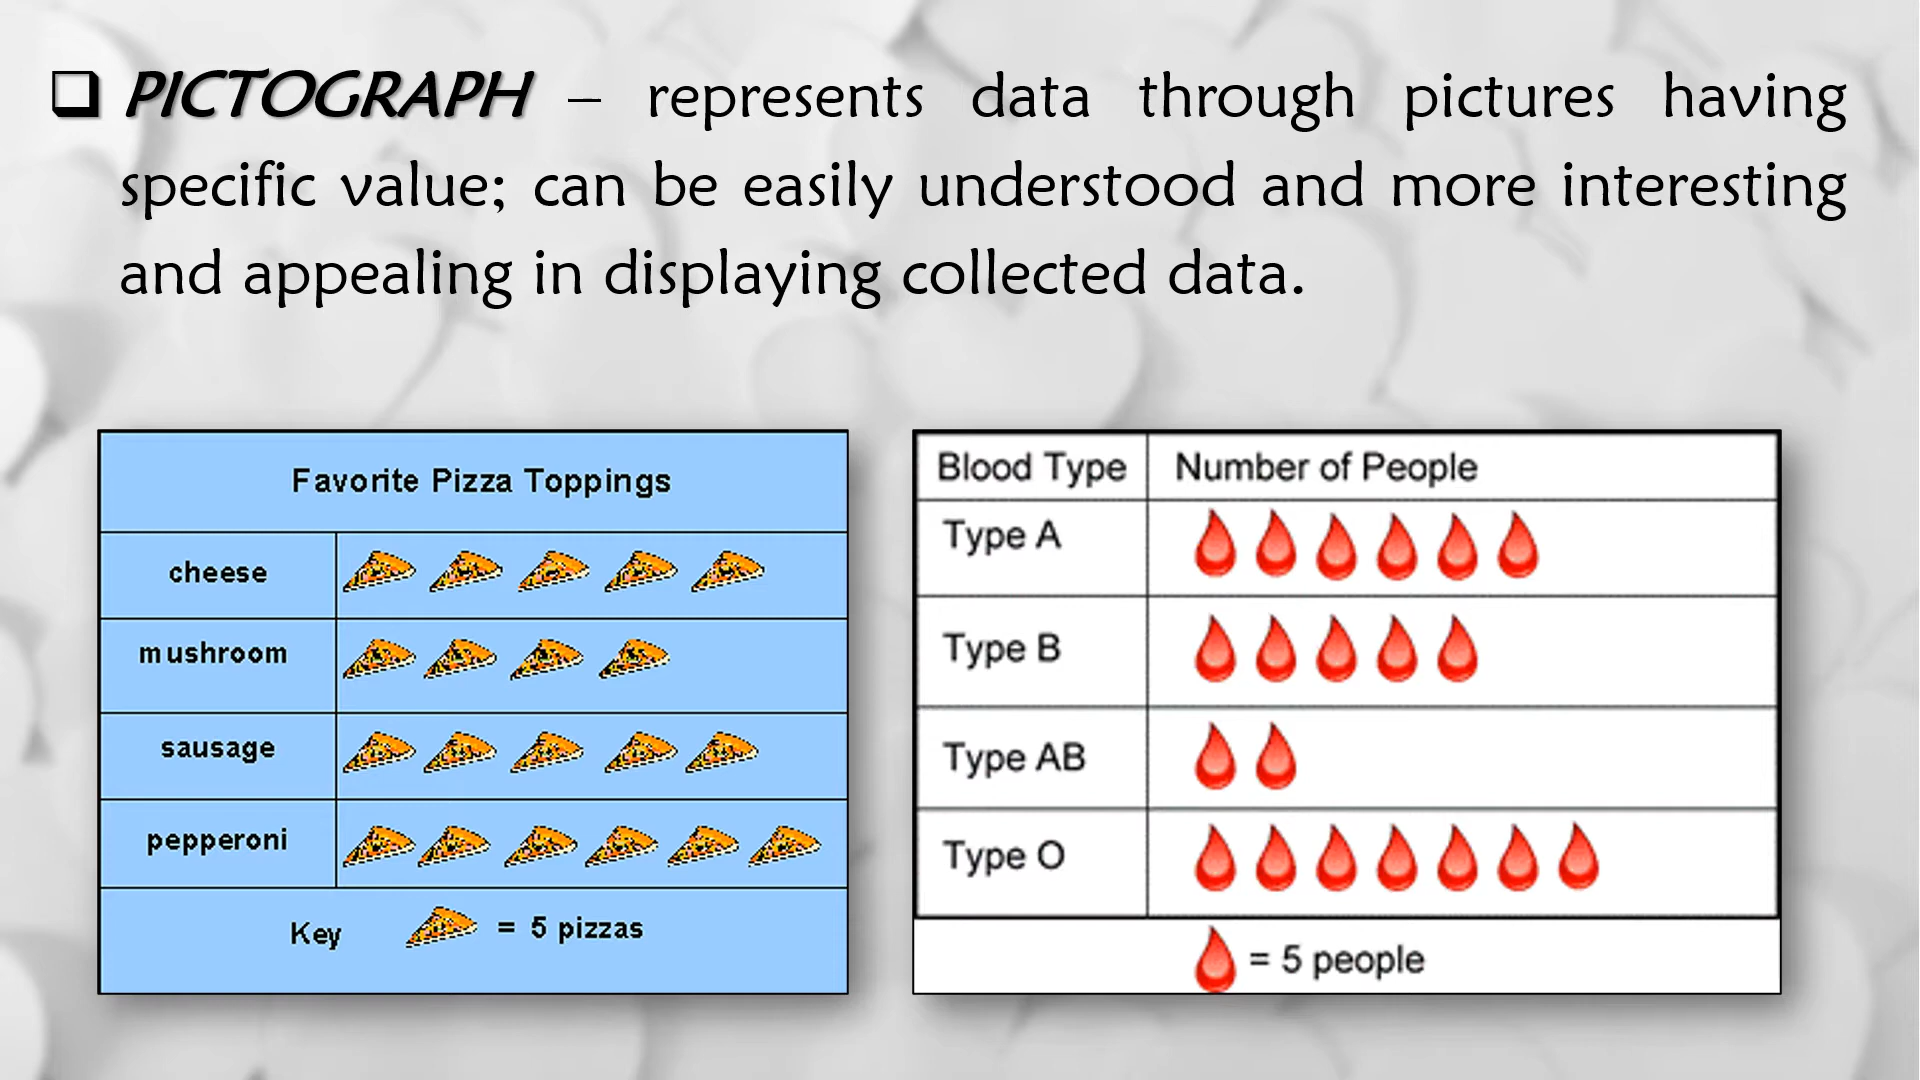 PICTOGRAPH – represents data through pictures having
specific value; can be easily understood and more interesting
and appealing in displaying collected data.
Favorite Pizza Toppings
cheese
mushroom
sausage
pepperoni
Key = 5 pizzas
Blood Type Number of People
Type A
Type B
Type AB
Type O
= 5 people